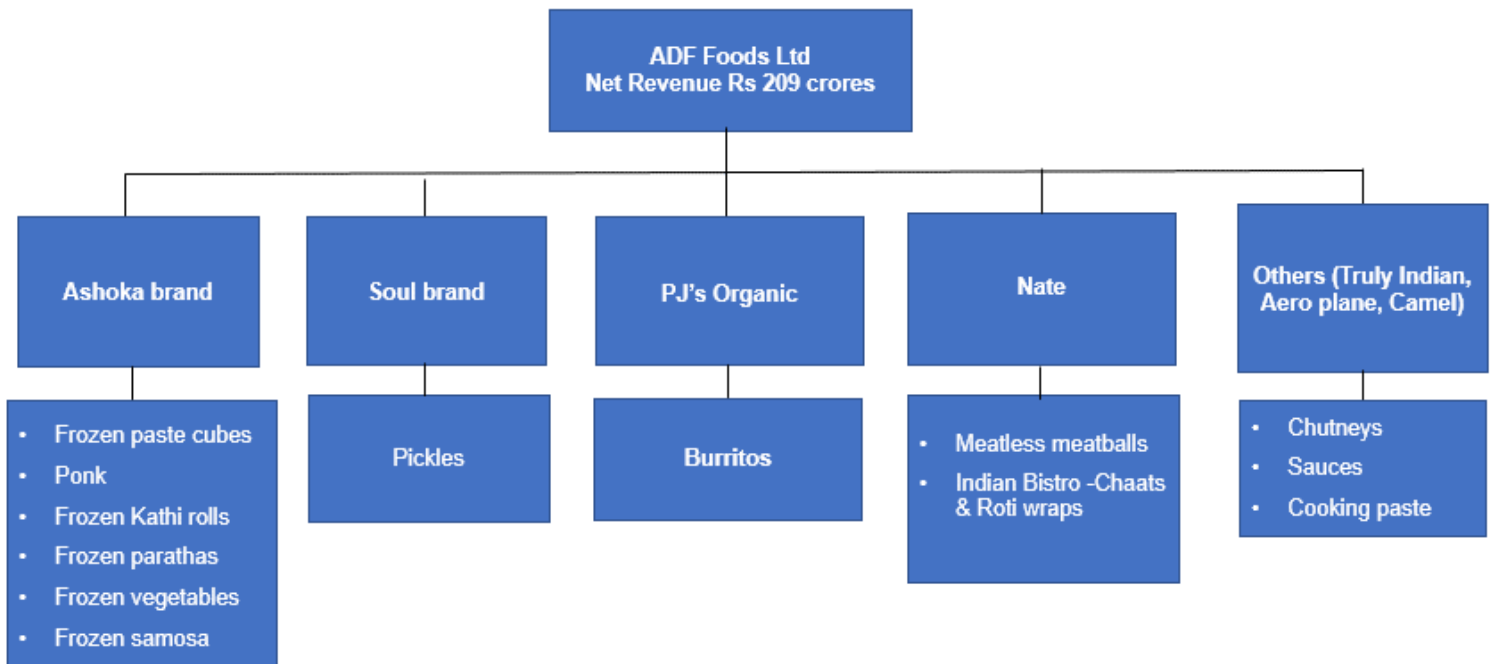 ADF Foods Ltd
Net Revenue Rs 209 crores
Ashoka brand
Soul brand
PJ's Organic
Nate
Others (Truly Indian,
Aero plane, Camel)
• Frozen paste cubes
• Ponk
• Frozen Kathi rolls
• Frozen parathas
• Frozen vegetables
• Frozen samosa
Pickles
Burritos
• Meatless meatballs
• Indian Bistro -Chaats
& Roti wraps
• Chutneys
• Sauces
• Cooking paste